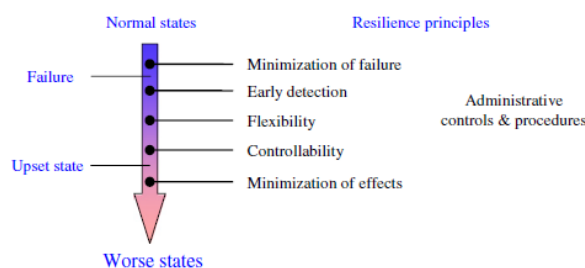 Normal states
Resilience principles
Minimization of failure
Failure
Early detection
Administrative
controls & procedures
Flexibility
Controllability
Upset state
Minimization of effects
Worse states